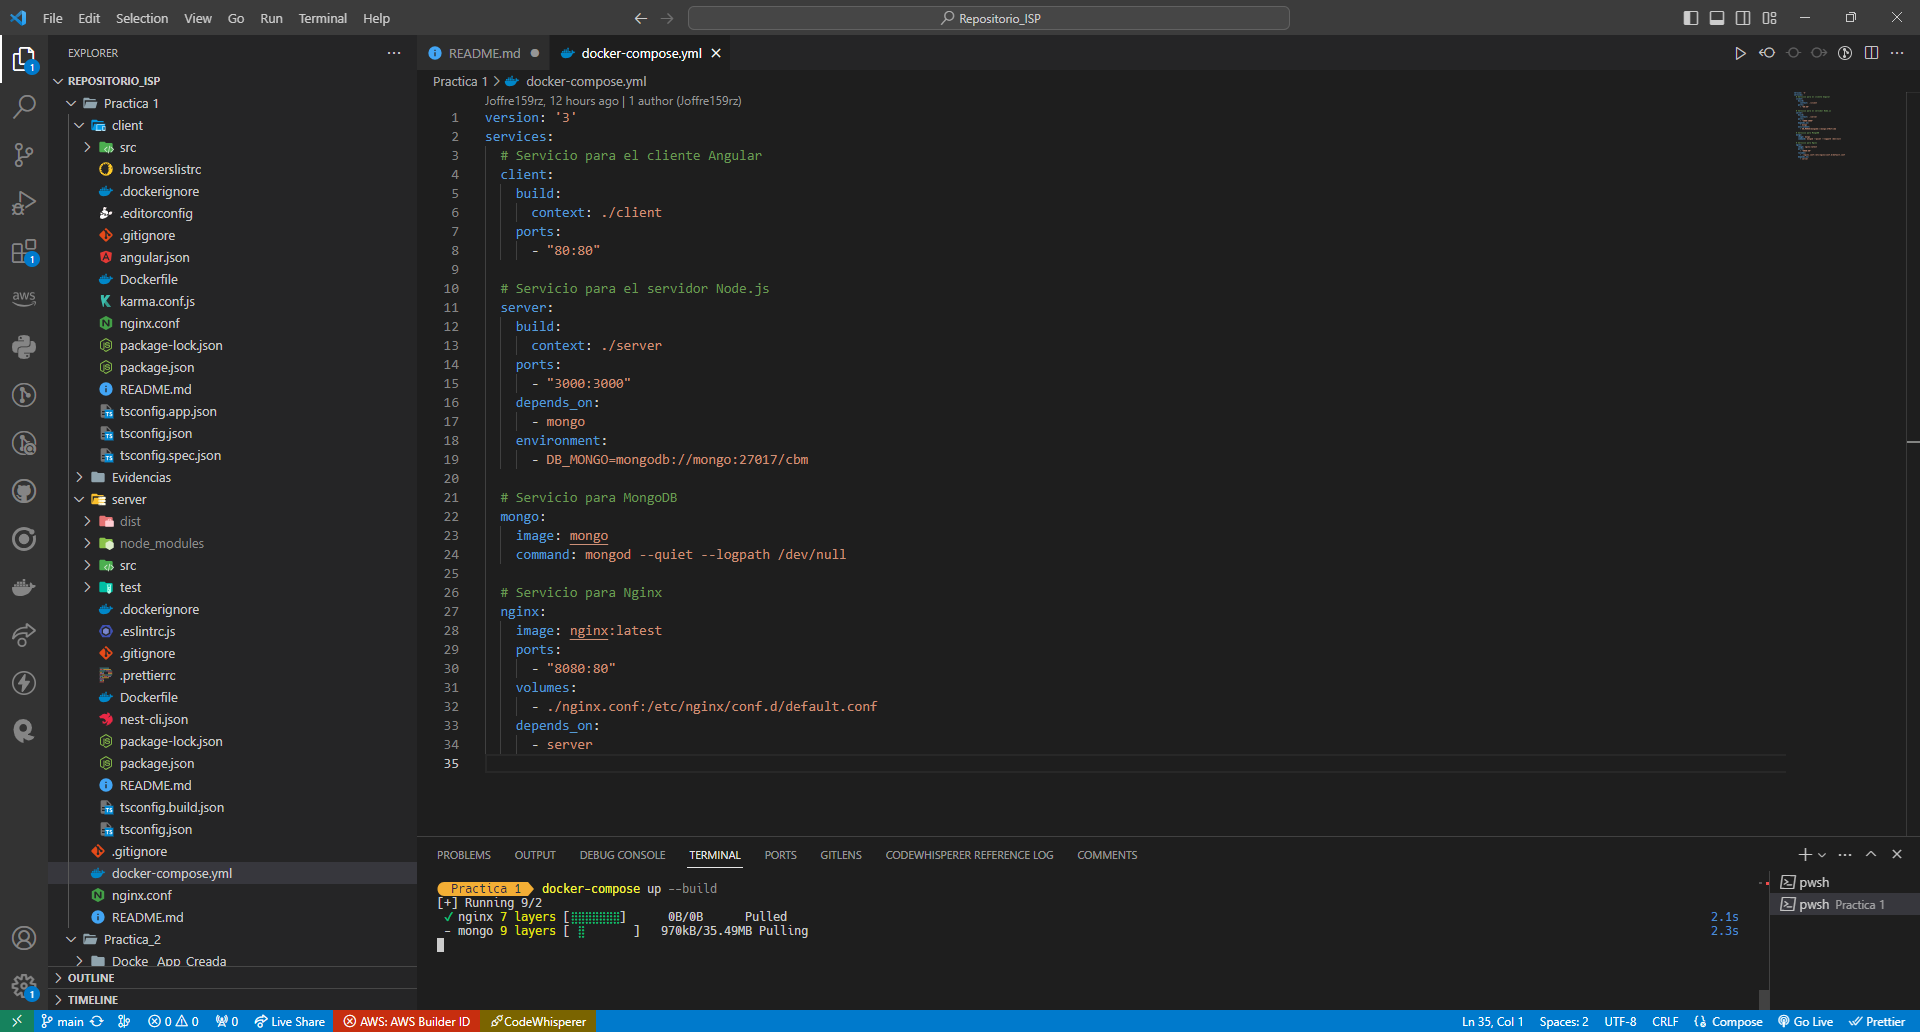 File Edit Selection View Go Run Terminal Help
Repositorio_ISP
EXPLORER
REPOSITORIO_ISP
Practica 1
client
src
.browserslistrc
.dockerignore
.editorconfig
.gitignore
angular.json
Dockerfile
karma.conf.js
nginx.conf
package-lock.json
package.json
README.md
tsconfig.app.json
tsconfig.json
tsconfig.spec.json
Evidencias
server
dist
node_modules
src
test
.dockerignore
.eslintrc.js
.gitignore
.prettierrc
Dockerfile
nest-cli.json
package-lock.json
package.json
README.md
tsconfig.build.json
tsconfig.json
.gitignore
docker-compose.yml
nginx.conf
README.md
Practica_2
Docke_App_Creada
OUTLINE
TIMELINE
README.md docker-compose.yml
Practica 1 > docker-compose.yml
Joffre159rz, 12 hours ago | 1 author (Joffre159rz)
1 version: '3'
2 services:
3 # Servicio para el cliente Angular
4 client:
5 build:
6 context: ./client
7 ports:
8 - "80:80"
9
10 # Servicio para el servidor Node.js
11 server:
12 build:
13 context: ./server
14 ports:
15 - "3000:3000"
16 depends_on:
17 - mongo
18 environment:
19 - DB_MONGO=mongodb://mongo:27017/cbm
20
21 # Servicio para MongoDB
22 mongo:
23 image: mongo
24 command: mongod --quiet --logpath /dev/null
25
26 # Servicio para Nginx
27 nginx:
28 image: nginx:latest
29 ports:
30 - "8080:80"
31 volumes:
32 - ./nginx.conf:/etc/nginx/conf.d/default.conf
33 depends_on:
34 - server
35
PROBLEMS OUTPUT DEBUG CONSOLE TERMINAL PORTS GITLENS CODEWHISPERER REFERENCE LOG COMMENTS
Practica 1 docker-compose up --build
[+] Running 9/2
✓ nginx 7 layers [⣿⣿⣿⣿⣿⣿⣿] 0B/0B Pulled 2.1s
- mongo 9 layers [ ⣿ ] 970kB/35.49MB Pulling 2.3s
pwsh
pwsh Practica 1
aws
1
1
1
main 0 0 0 Live Share AWS: AWS Builder ID CodeWhisperer Ln 35, Col 1 Spaces: 2 UTF-8 CRLF Compose Go Live Prettier